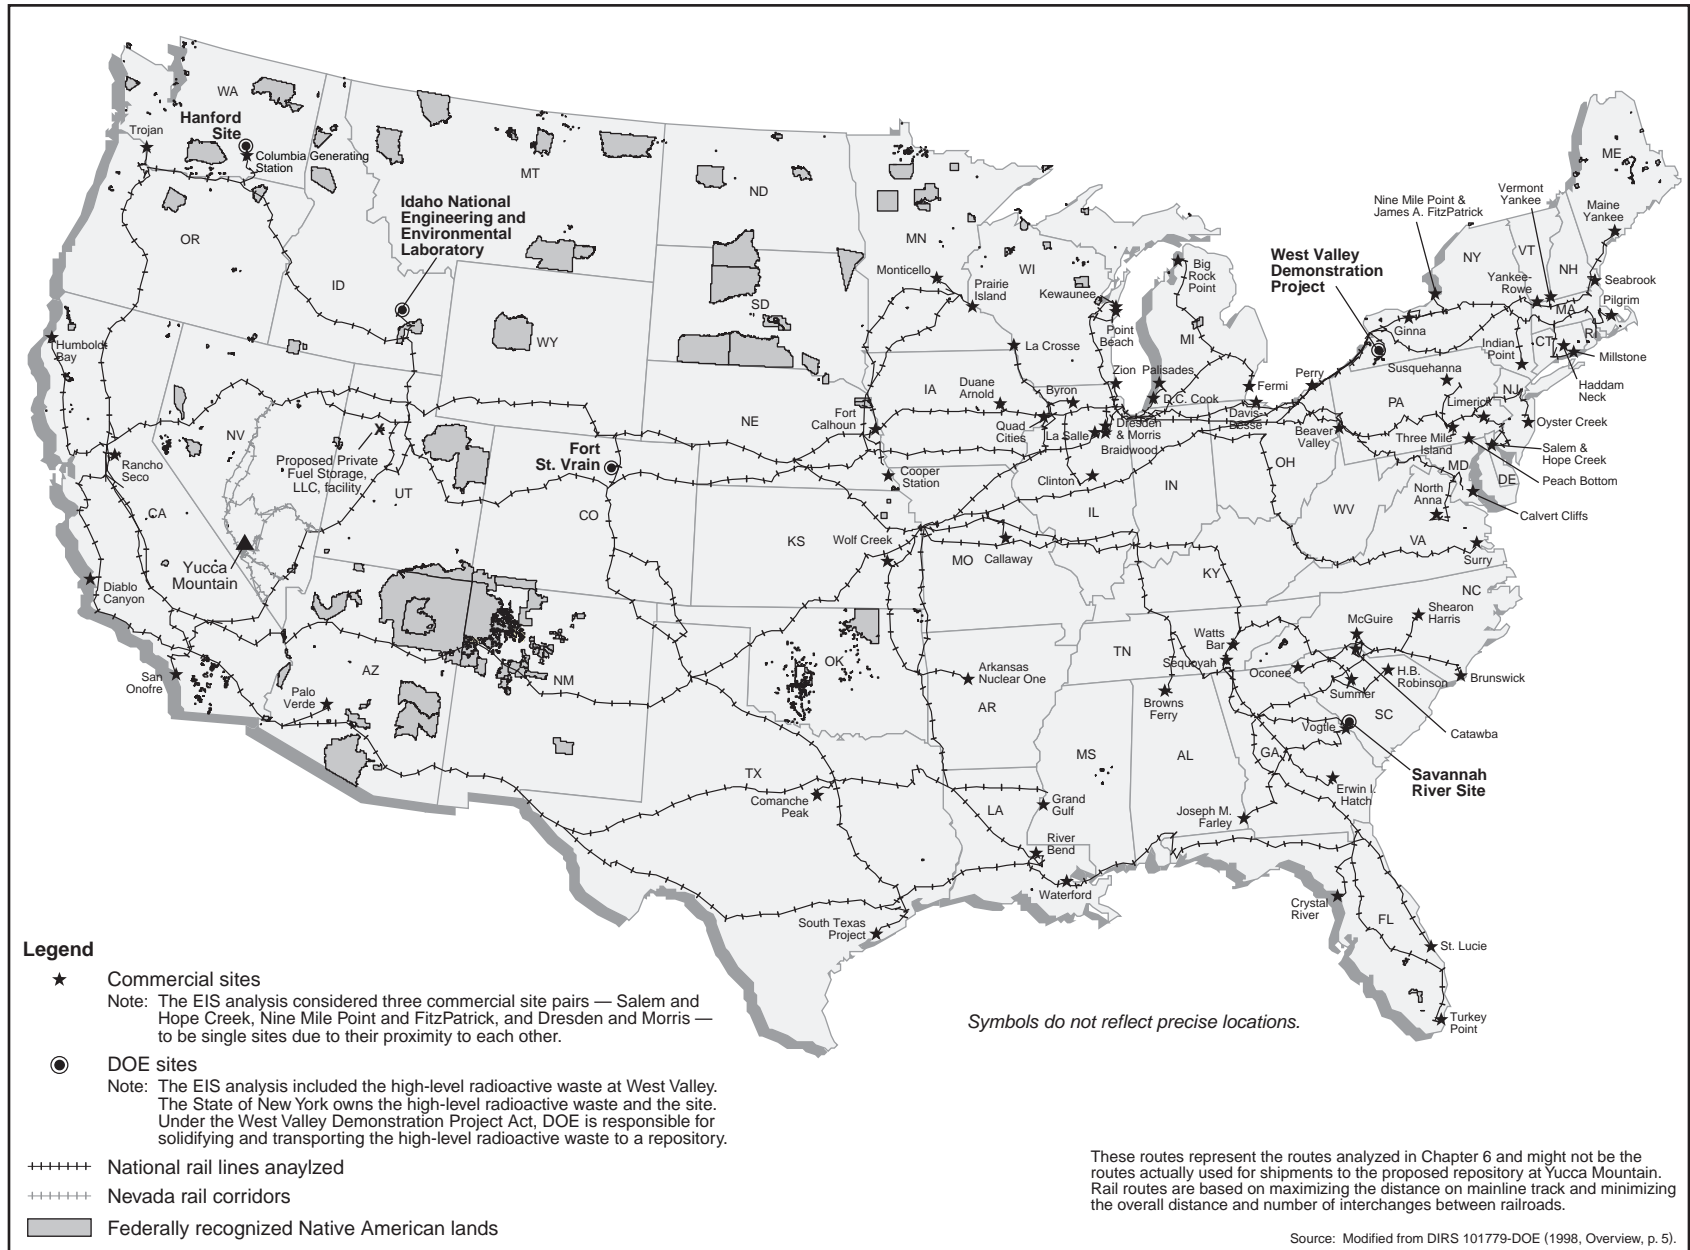 WA
Hanford
Site
Trojan
Columbia Generating
Station
MT
ND
OR
ID
Idaho National
Engineering and
Environmental
Laboratory
MN
Monticello
Prairie
Island
WI
Kewaunee
Point
Beach
Big
Rock
Point
MI
West Valley
Demonstration
Project
Nine Mile Point &
James A. FitzPatrick
Vermont
Yankee
ME
Maine
Yankee
NY
VT
NH
Yankee-
Rowe
Seabrook
Pilgrim
MA
RI
CT
Ginna
Indian
Point
Millstone
Haddam
Neck
Susquehanna
SD
WY
Humbolt
Bay
La Crosse
IA
Duane
Arnold
Byron
Zion
Palisades
D.C. Cook
Fermi
Perry
Davis-
Besse
PA
NJ
Limerick
Oyster Creek
NE
Fort
Calhoun
Quad
Cities
La Salle
Dresden
& Morris
Braidwood
Beaver
Valley
Three Mile
Island
Salem &
Hope Creek
Peach Bottom
MD
DE
NV
Rancho
Seco
Proposed Private
Fuel Storage,
LLC, facility
UT
Fort
St. Vrain
Cooper
Station
Clinton
IN
OH
North
Anna
Calvert Cliffs
WV
VA
Surry
CA
CO
KS
Wolf Creek
IL
MO
Callaway
KY
Yucca
Mountain
Diablo
Canyon
NC
Shearon
Harris
McGuire
Watts
Bar
Sequoyah
TN
Oconee
Summer
H.B.
Robinson
Brunswick
San
Onofre
AZ
Palo
Verde
NM
OK
Arkansas
Nuclear One
AR
Browns
Ferry
SC
Vogtle
Catawba
MS
AL
GA
Savannah
River Site
TX
Comanche
Peak
LA
Grand
Gulf
Erwin I.
Hatch
Joseph M.
Farley
River
Bend
Waterford
Crystal
River
FL
South Texas
Project
St. Lucie
Turkey
Point
Legend
Commercial sites
Note: The EIS analysis considered three commercial site pairs — Salem and
Hope Creek, Nine Mile Point and FitzPatrick, and Dresden and Morris —
to be single sites due to their proximity to each other.
Symbols do not reflect precise locations.
DOE sites
Note: The EIS analysis included the high-level radioactive waste at West Valley.
The State of New York owns the high-level radioactive waste and the site.
Under the West Valley Demonstration Project Act, DOE is responsible for
solidifying and transporting the high-level radioactive waste to a repository.
National rail lines anaylzed
Nevada rail corridors
Federally recognized Native American lands
These routes represent the routes analyzed in Chapter 6 and might not be the
routes actually used for shipments to the proposed repository at Yucca Mountain.
Rail routes are based on maximizing the distance on mainline track and minimizing
the overall distance and number of interchanges between railroads.
Source: Modified from DIRS 101779-DOE (1998, Overview, p. 5).